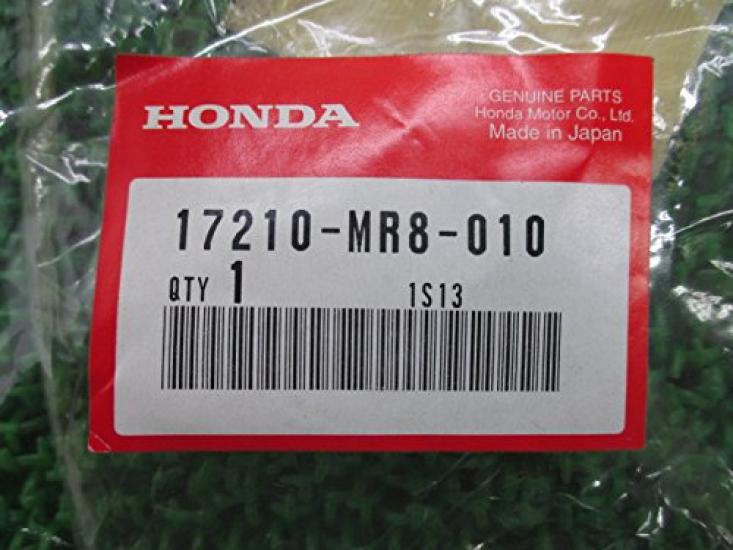 HONDA
GENUINE PARTS
Honda Motor Co., Ltd.
Made in Japan
17210-MR8-010
QTY 1 1S13